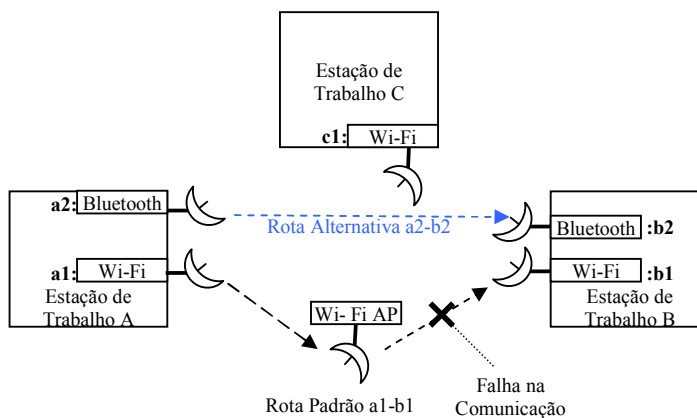 Estação de
Trabalho C
c1: Wi-Fi
a2: Bluetooth
Rota Alternativa a2-b2
Bluetooth :b2
a1: Wi-Fi
Wi-Fi :b1
Estação de
Trabalho A
Estação de
Trabalho B
Wi- Fi AP
Rota Padrão a1-b1
Falha na
Comunicação